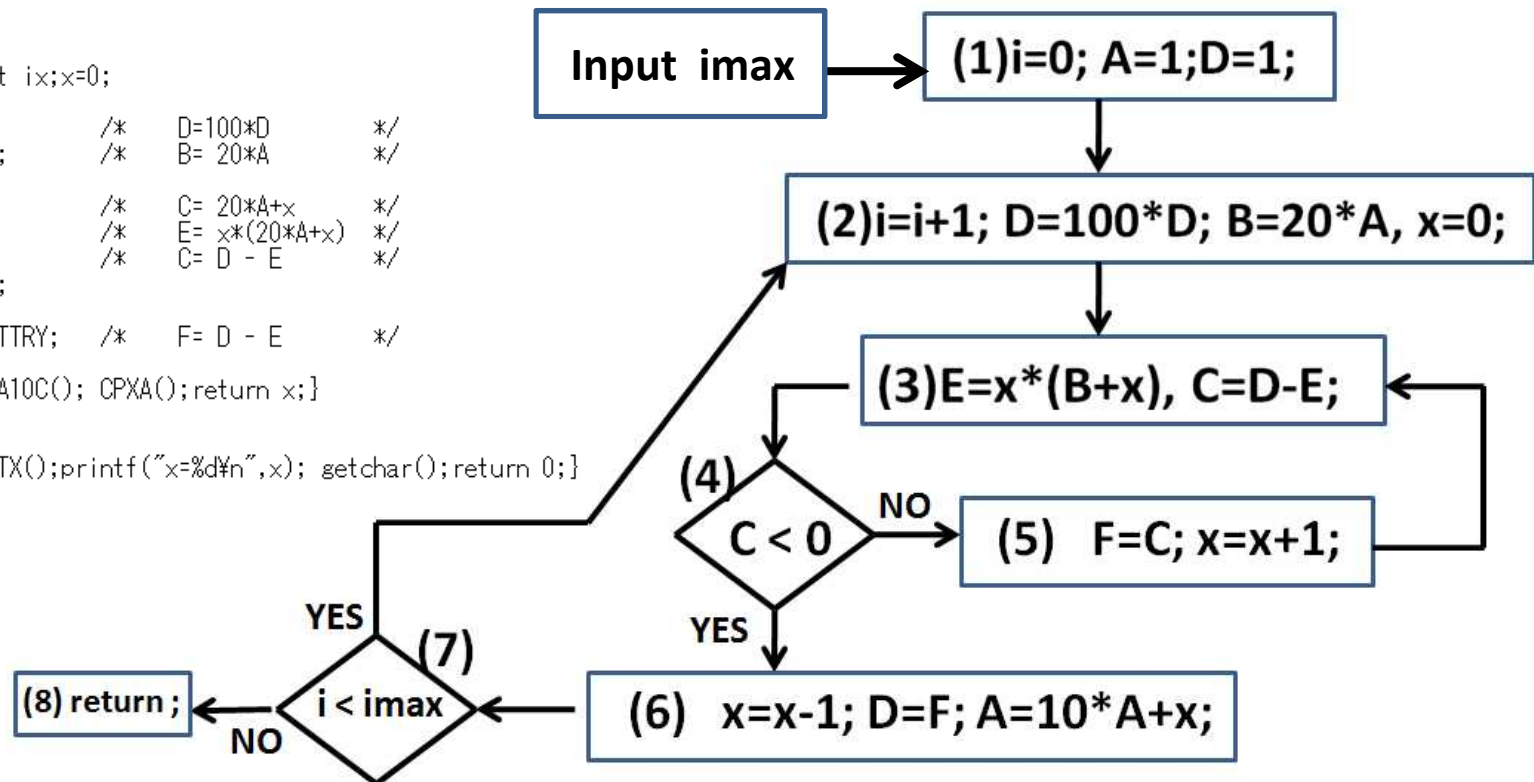 t ix;x=0;
/* D=100*D */
; /* B= 20*A */
/* C= 20*A+x */
/* E= x*(20*A+x) */
/* C= D - E */
;
TTRY; /* F= D - E */
A10C(); CPXA();return x;}
TX();printf("x=%d¥n",x); getchar();return 0;}
Input imax
(1)i=0; A=1;D=1;
(2)i=i+1; D=100*D; B=20*A, x=0;
(3)E=x*(B+x), C=D-E;
(4)
C < 0
NO
(5) F=C; x=x+1;
YES
(6) x=x-1; D=F; A=10*A+x;
YES
(7)
i < imax
NO
(8) return ;